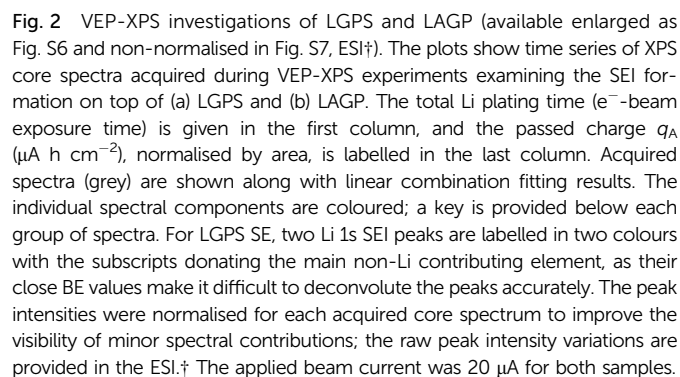 Fig. 2 VEP-XPS investigations of LGPS and LAGP (available enlarged as
Fig. S6 and non-normalised in Fig. S7, ESI†). The plots show time series of XPS
core spectra acquired during VEP-XPS experiments examining the SEI for-
mation on top of (a) LGPS and (b) LAGP. The total Li plating time (e⁻-beam
exposure time) is given in the first column, and the passed charge qA
(μA h cm⁻²), normalised by area, is labelled in the last column. Acquired
spectra (grey) are shown along with linear combination fitting results. The
individual spectral components are coloured; a key is provided below each
group of spectra. For LGPS SE, two Li 1s SEI peaks are labelled in two colours
with the subscripts donating the main non-Li contributing element, as their
close BE values make it difficult to deconvolute the peaks accurately. The peak
intensities were normalised for each acquired core spectrum to improve the
visibility of minor spectral contributions; the raw peak intensity variations are
provided in the ESI.† The applied beam current was 20 μA for both samples.